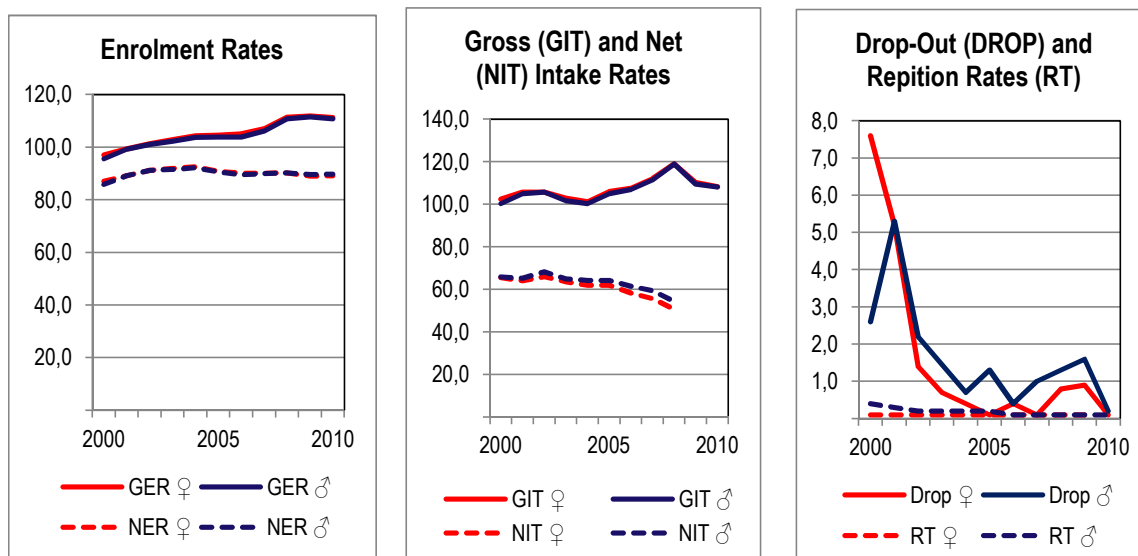 Enrolment Rates
120,0
100,0
80,0
60,0
40,0
20,0
2000 2005 2010
GER ♀ GER ♂
NER ♀ NER ♂
Gross (GIT) and Net
(NIT) Intake Rates
140,0
120,0
100,0
80,0
60,0
40,0
20,0
2000 2005 2010
GIT ♀ GIT ♂
NIT ♀ NIT ♂
Drop-Out (DROP) and
Repition Rates (RT)
8,0
7,0
6,0
5,0
4,0
3,0
2,0
1,0
2000 2005 2010
Drop ♀ Drop ♂
RT ♀ RT ♂